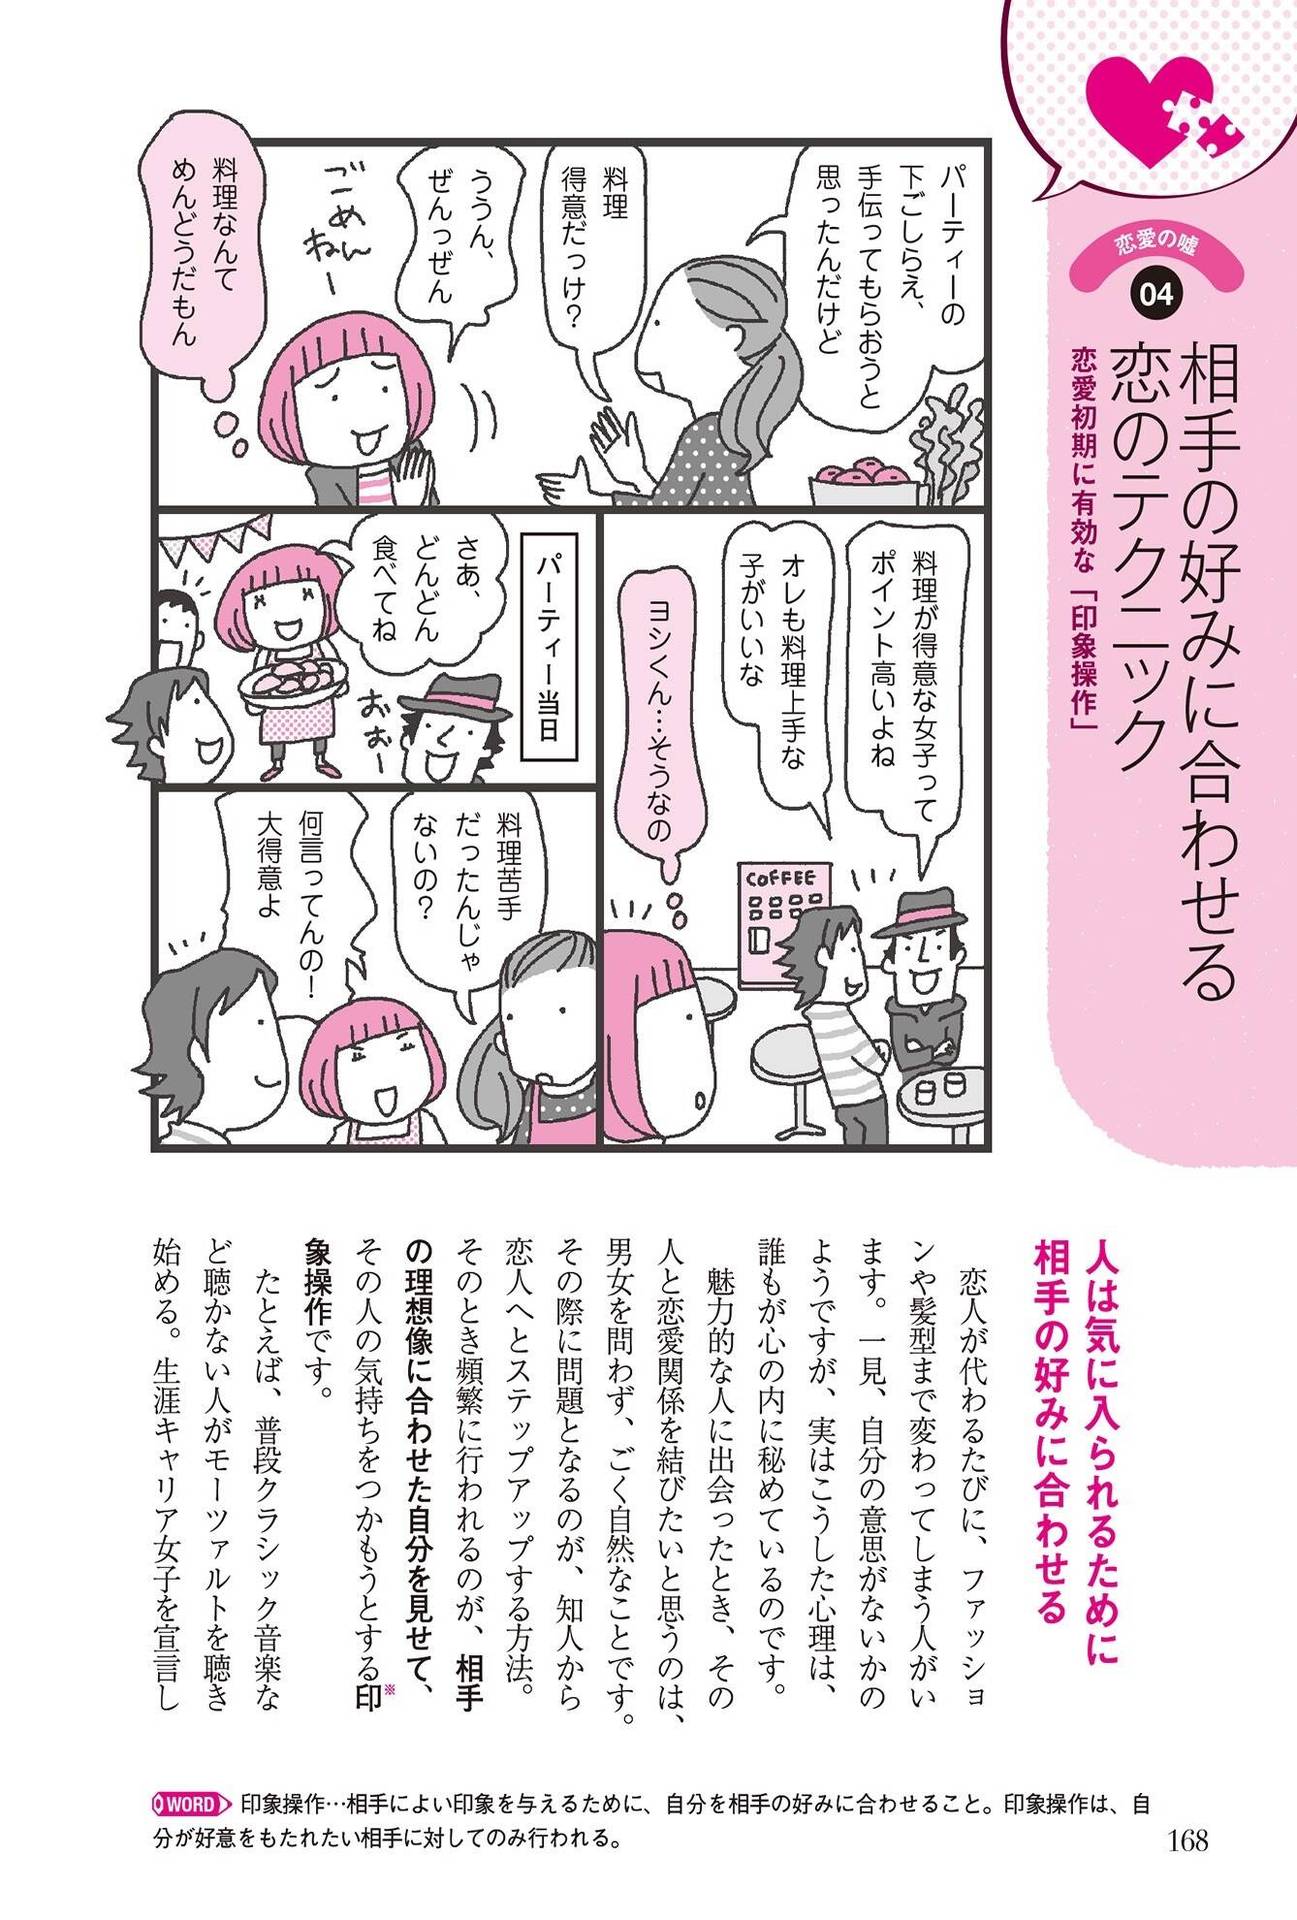 恋愛の嘘
04
相手の好みに合わせる
恋のテクニック
恋愛初期に有効な「印象操作」
パーティーの
下ごしらえ、
手伝ってもらおうと
思ったんだけど
料理
得意だっけ？
ううん、
ぜんっぜん
ごめんねー
料理なんて
めんどうだもん
料理が得意な女子って
ポイント高いよね
オレも料理上手な
子がいいな
ヨシくん…そうなの
COFFEE
パーティー当日
さあ、
どんどん
食べてね
おおー
料理苦手
だったんじゃ
ないの？
何言ってんの！
大得意よ
人は気に入られるために
相手の好みに合わせる
恋人が代わるたびに、ファッショ
ンや髪型まで変わってしまう人がい
ます。一見、自分の意思がないかの
ようですが、実はこうした心理は、
誰もが心の内に秘めているのです。
魅力的な人に出会ったとき、その
人と恋愛関係を結びたいと思うのは、
男女を問わず、ごく自然なことです。
その際に問題となるのが、知人から
恋人へとステップアップする方法。
そのとき頻繁に行われるのが、相手
の理想像に合わせた自分を見せて、
その人の気持ちをつかもうとする印※
象操作です。
たとえば、普段クラシック音楽な
ど聴かない人がモーツァルトを聴き
始める。生涯キャリア女子を宣言し
WORD 印象操作…相手によい印象を与えるために、自分を相手の好みに合わせること。印象操作は、自
分が好意をもたれたい相手に対してのみ行われる。
168